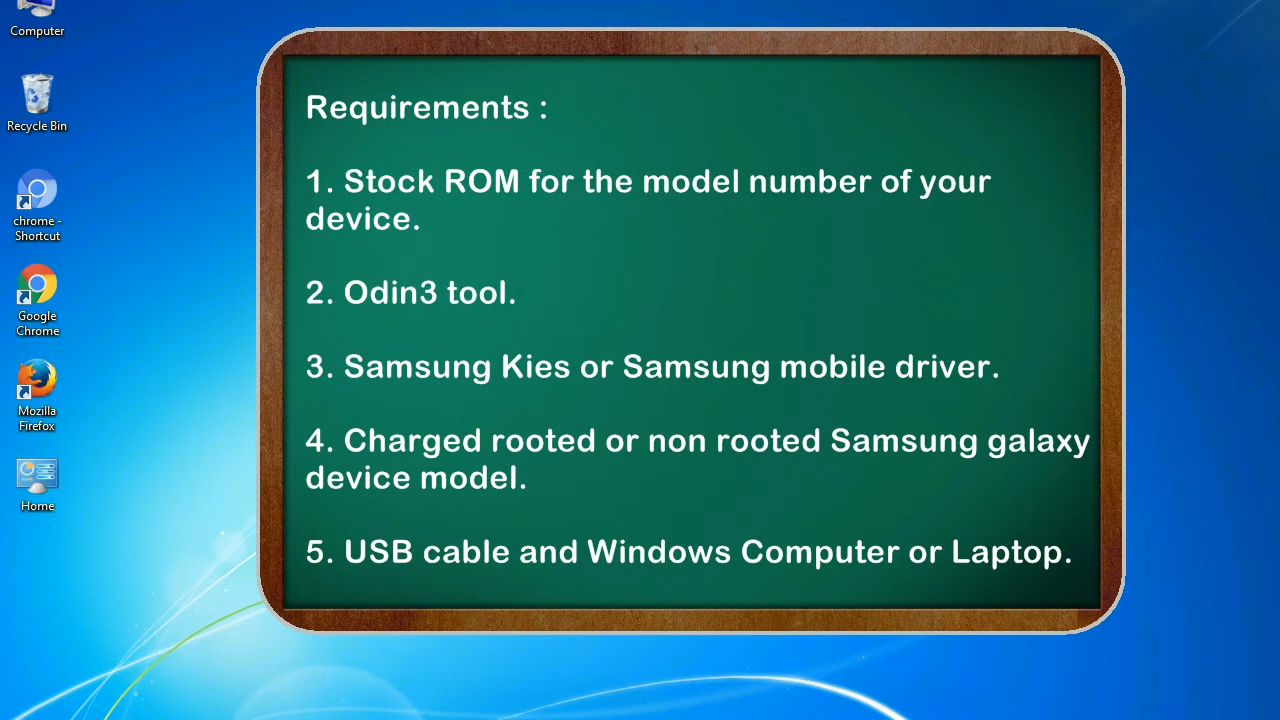 Computer
Recycle Bin
chrome -
Shortcut
Google
Chrome
Mozilla
Firefox
Home
Requirements :
1. Stock ROM for the model number of your
device.
2. Odin3 tool.
3. Samsung Kies or Samsung mobile driver.
4. Charged rooted or non rooted Samsung galaxy
device model.
5. USB cable and Windows Computer or Laptop.